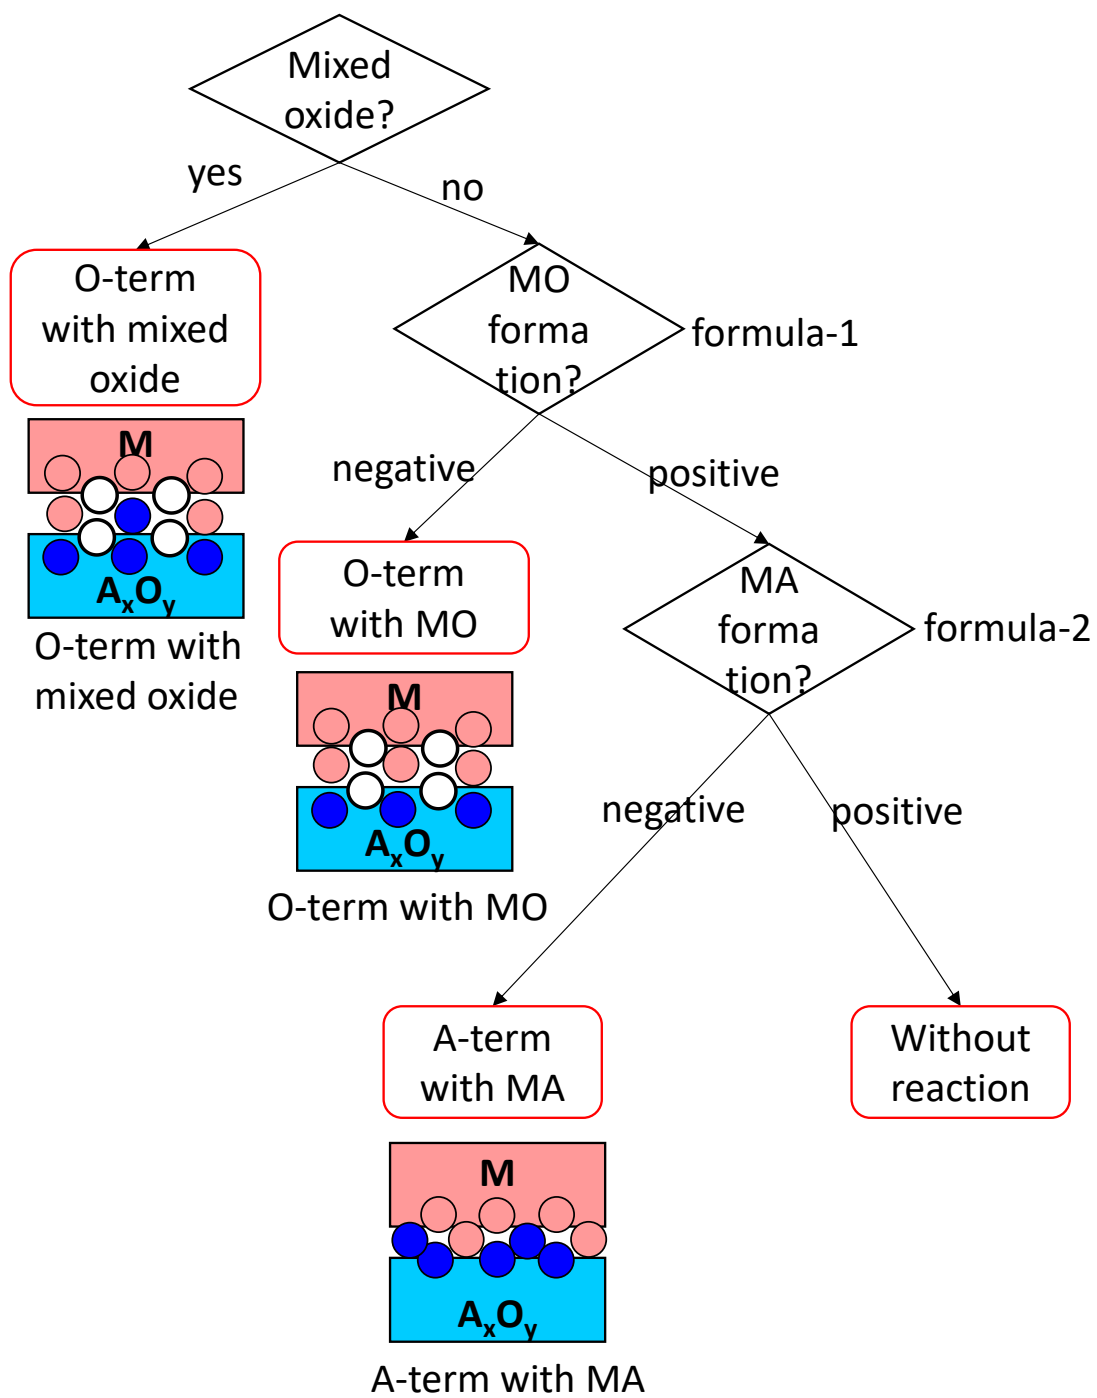 Mixed
oxide?
yes
no
O-term
with mixed
oxide
MO
forma
tion?
formula-1
M
AxOy
O-term with
mixed oxide
negative
positive
O-term
with MO
MA
forma
tion?
formula-2
M
AxOy
O-term with MO
negative
positive
A-term
with MA
Without
reaction
M
AxOy
A-term with MA